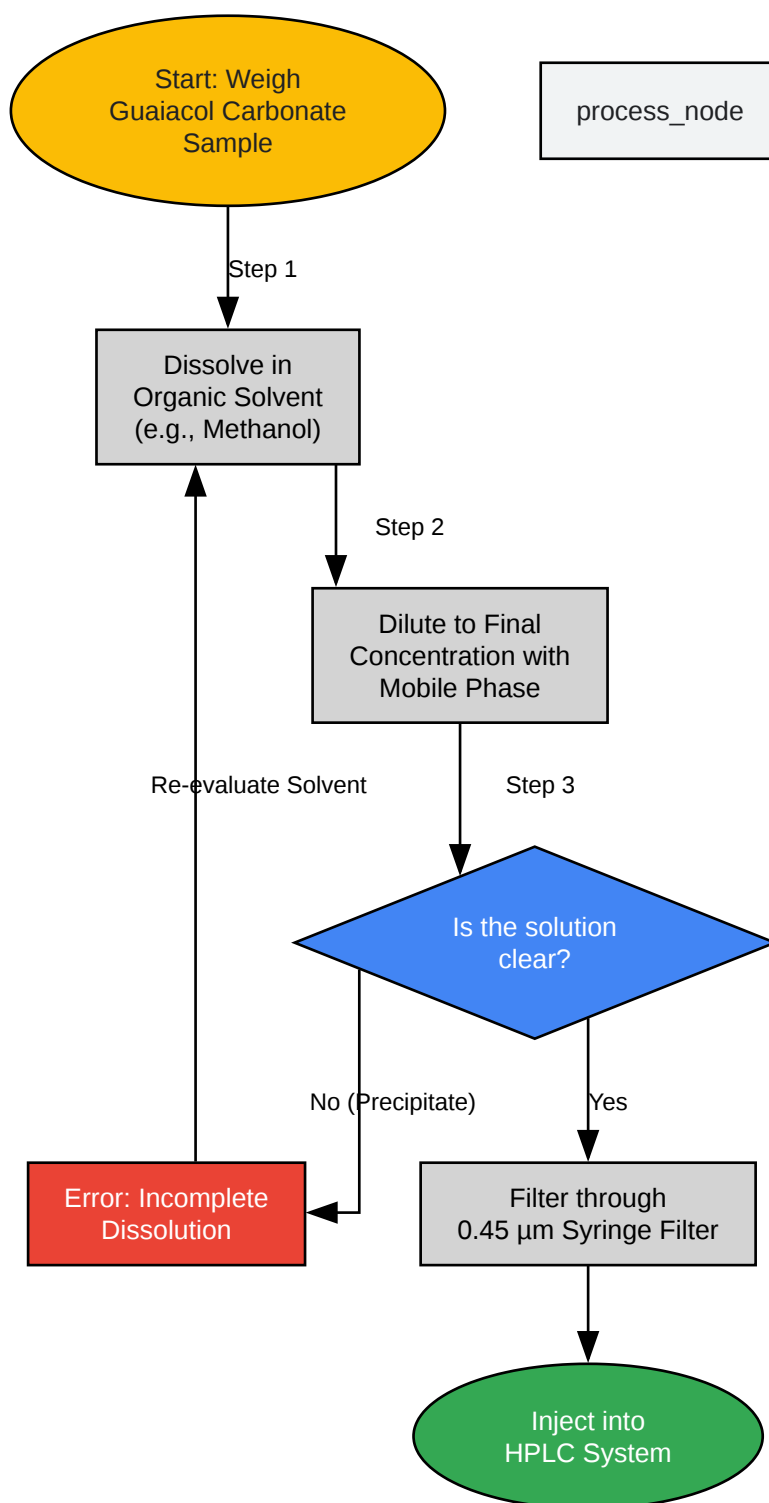 Start: Weigh
Guaiacol Carbonate
Sample
process_node
Step 1
Dissolve in
Organic Solvent
(e.g., Methanol)
Step 2
Dilute to Final
Concentration with
Mobile Phase
Re-evaluate Solvent
Step 3
Is the solution
clear?
No (Precipitate)
Yes
Error: Incomplete
Dissolution
Filter through
0.45 µm Syringe Filter
Inject into
HPLC System